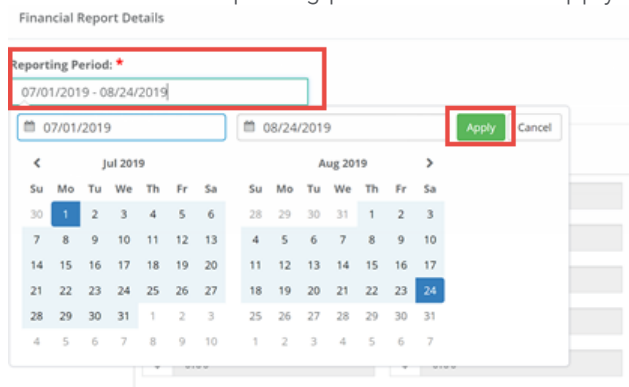 Financial Report Details
Reporting Period: *
07/01/2019 - 08/24/2019
07/01/2019 08/24/2019 Apply Cancel
< Jul 2019 Aug 2019 >
Su Mo Tu We Th Fr Sa Su Mo Tu We Th Fr Sa
30 1 2 3 4 5 6 28 29 30 31 1 2 3
7 8 9 10 11 12 13 4 5 6 7 8 9 10
14 15 16 17 18 19 20 11 12 13 14 15 16 17
21 22 23 24 25 26 27 18 19 20 21 22 23 24
28 29 30 31 1 2 3 25 26 27 28 29 30 31
4 5 6 7 8 9 10 1 2 3 4 5 6 7